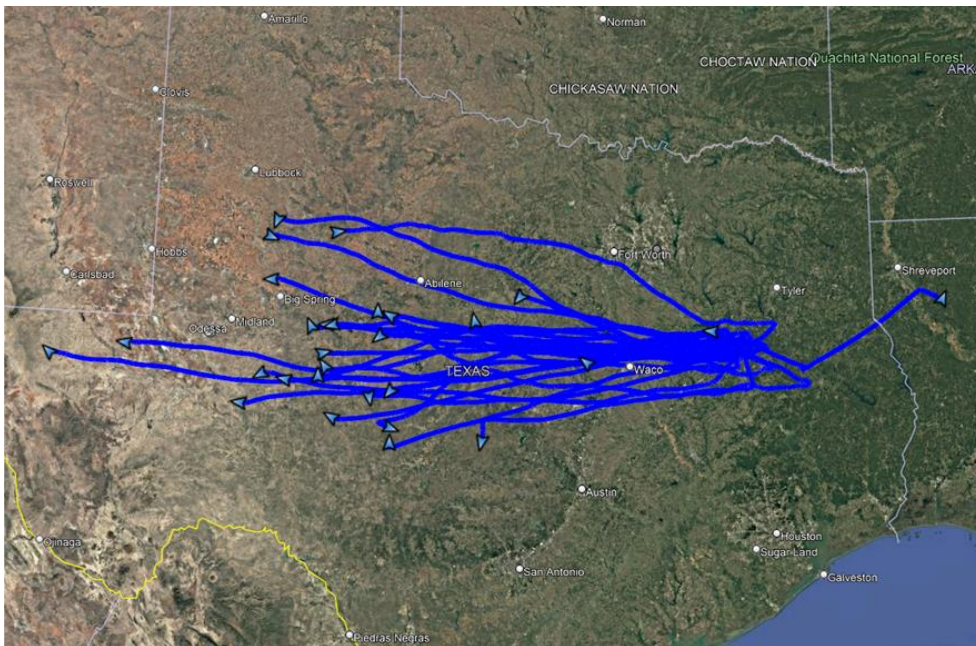 Amarillo
Norman
Ouachita National Forest
CHOCTAW NATION
ARKA
CHICKASAW NATION
Clovis
Lubbock
Roswell
Hobbs
Fort Worth
Carlsbad
Shreveport
Abilene
Tyler
Big Spring
Midland
Odessa
TEXAS
Waco
Austin
Ojinaga
Houston
Sugar Land
San Antonio
Galveston
Piedras Negras